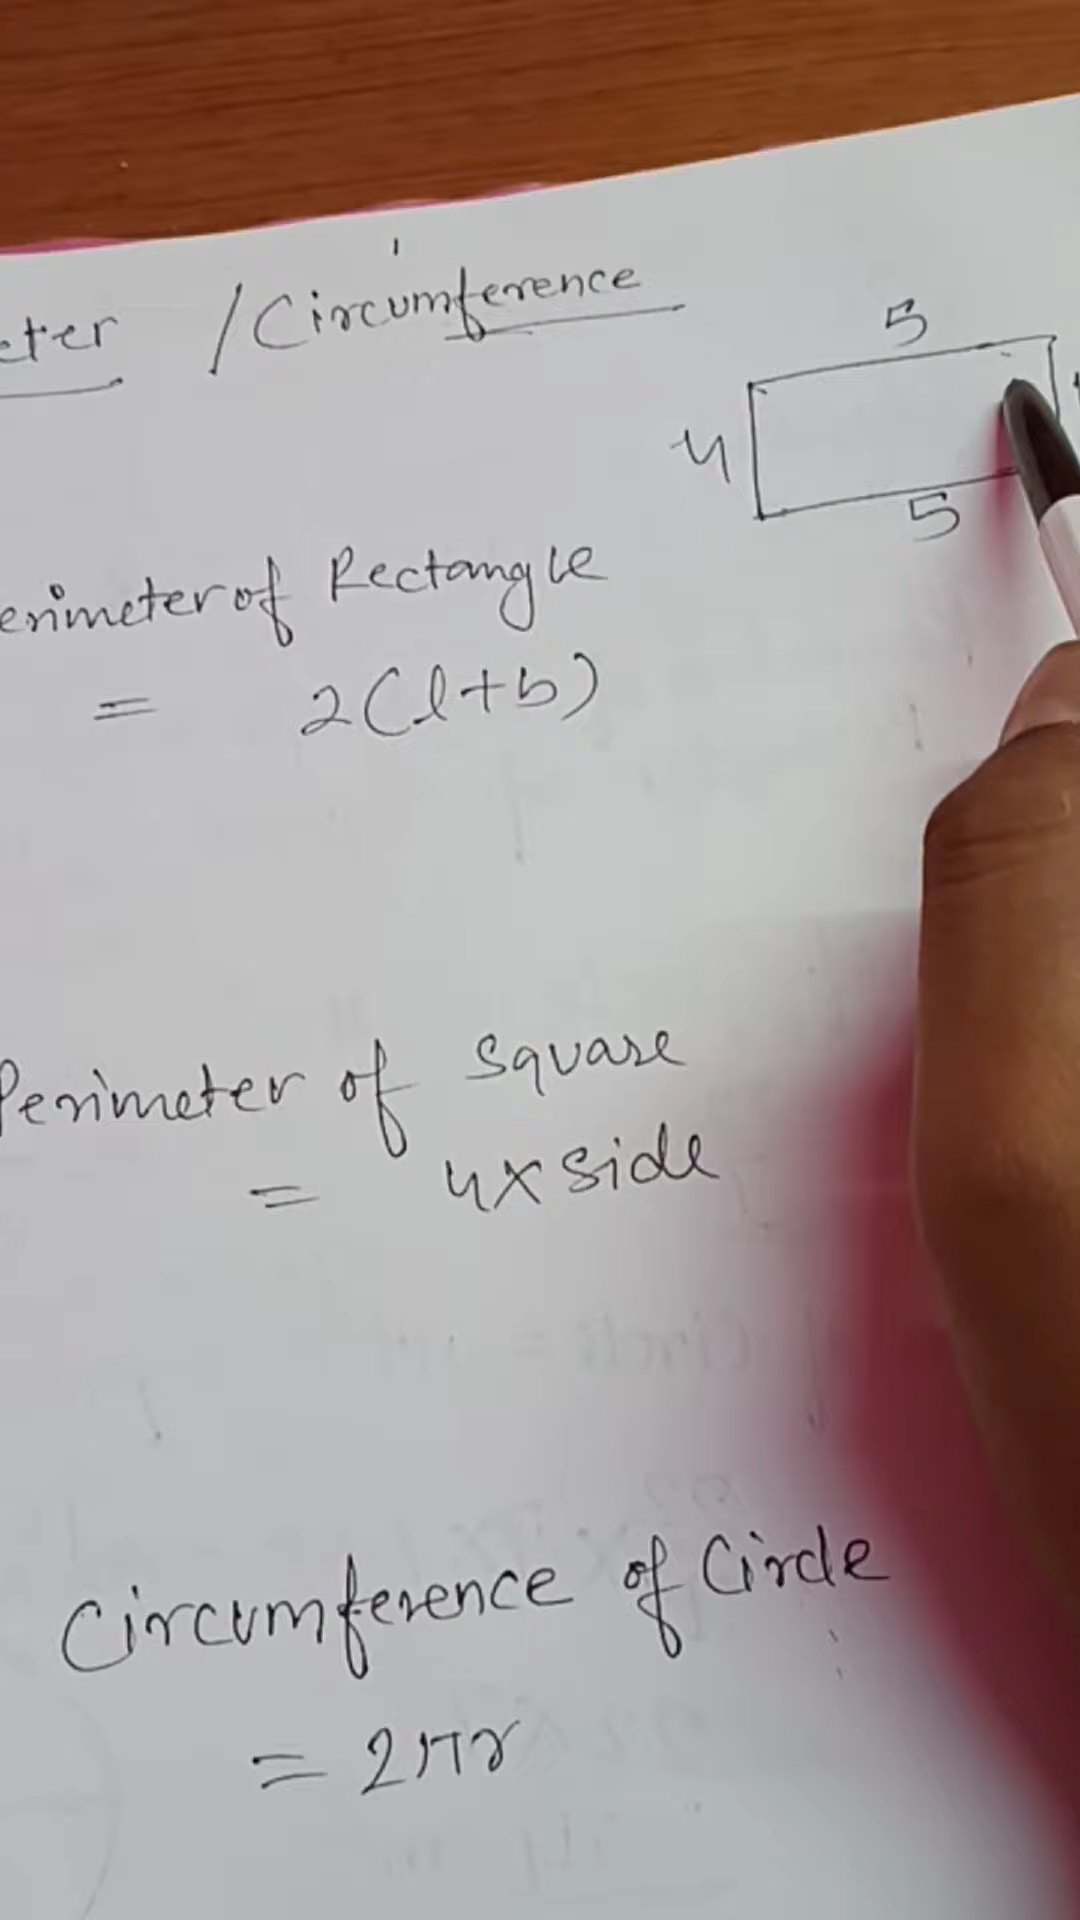 eter / Circumference
5
4
5
erimeter of Rectangle
= 2(l+b)
Perimeter of Square
= 4x side
Circumference of Circle
= 2πr